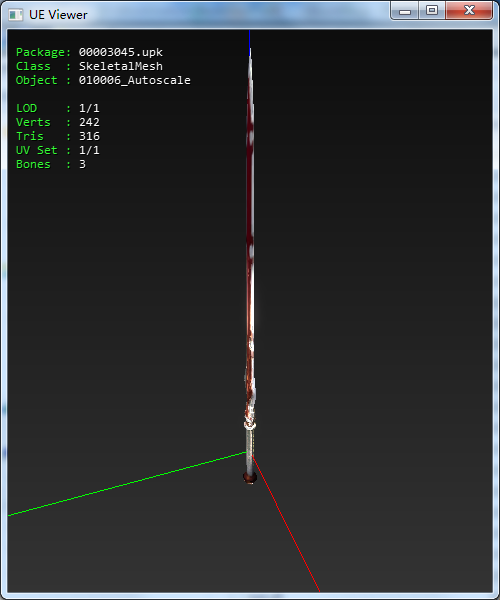 UE Viewer
Package: 00003045.upk
Class : SkeletalMesh
Object : 010006_Autoscale
LOD : 1/1
Verts : 242
Tris : 316
UV Set : 1/1
Bones : 3